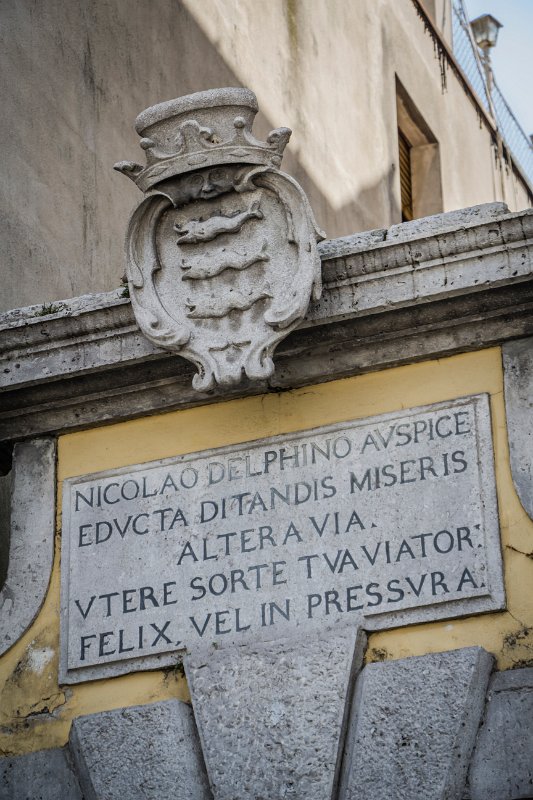 NICOLAO DELPHINO AVSPICE
EDVCTA DITANDIS MISERIS
ALTERA VIA.
VTERE SORTE TVA VIATOR.
FELIX, VEL IN PRESSVRA.